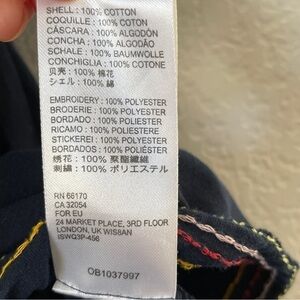 SHELL : 100% COTTON
COQUILLE : 100% COTON
CÁSCARA : 100% ALGODÓN
CONCHA : 100% ALGODÃO
SCHALE : 100% BAUMWOLLE
CONCHIGLIA : 100% COTONE
贝壳 : 100% 棉花
シェル : 100% 綿
EMBROIDERY : 100% POLYESTER
BRODERIE : 100% POLYESTER
BORDADO : 100% POLIÉSTER
RICAMO : 100% POLIESTERE
STICKEREI : 100% POLYESTER
BORDADOS : 100% POLIÉSTER
绣花 : 100% 聚酯纖維
刺繍 : 100% ポリエステル
RN 66170
CA 32054
FOR EU
24 MARKET PLACE, 3RD FLOOR
LONDON, UK W1S8AN
ISWQ3P-456
OB1037997